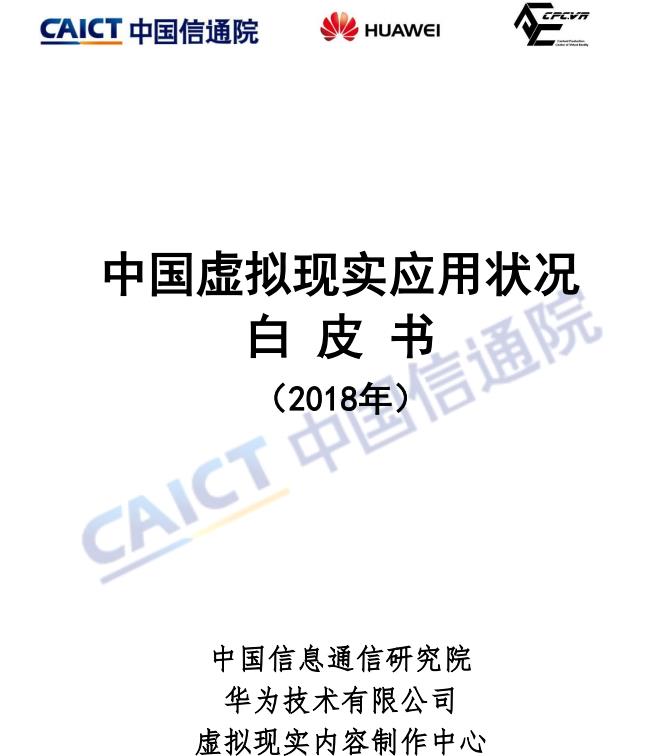 CAICT 中国信通院 HUAWEI CPCVR
中国虚拟现实应用状况
白 皮 书
（2018年）
CAICT 中国信通院
中国信息通信研究院
华为技术有限公司
虚拟现实内容制作中心